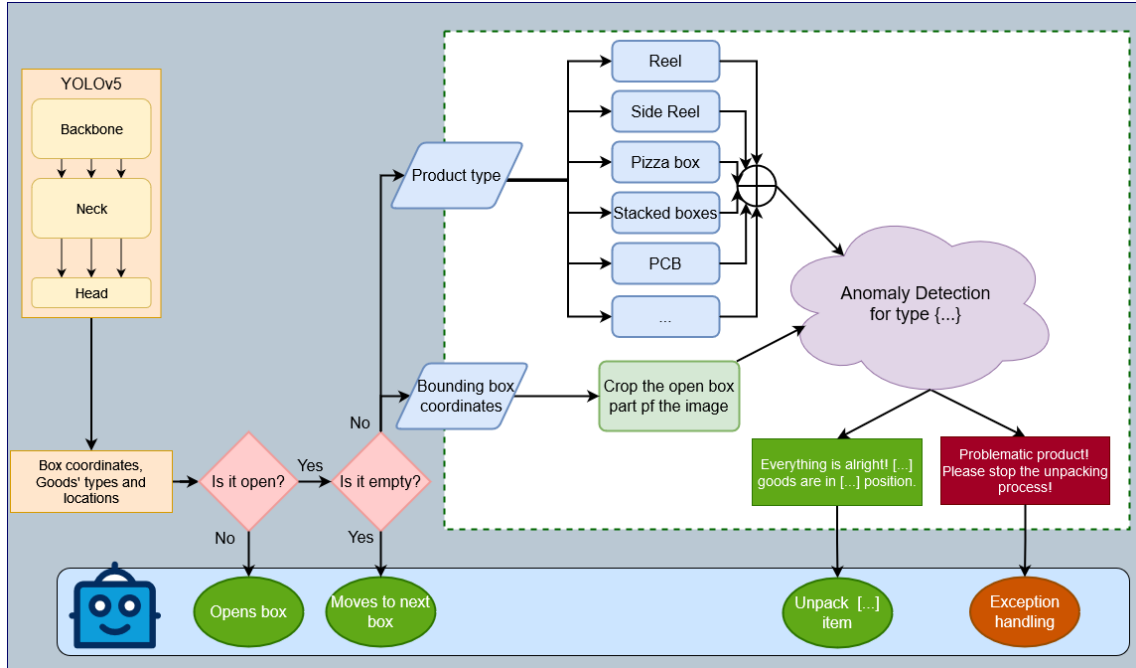 YOLOv5
Backbone
Neck
Head
Box coordinates,
Goods' types and
locations
Is it open?
Yes
No
Is it empty?
No
Yes
Product type
Reel
Side Reel
Pizza box
Stacked boxes
PCB
...
Bounding box
coordinates
Crop the open box
part pf the image
Anomaly Detection
for type {...}
Everything is alright! [...]
goods are in [...] position.
Problematic product!
Please stop the unpacking
process!
Opens box
Moves to next
box
Unpack [...]
item
Exception
handling